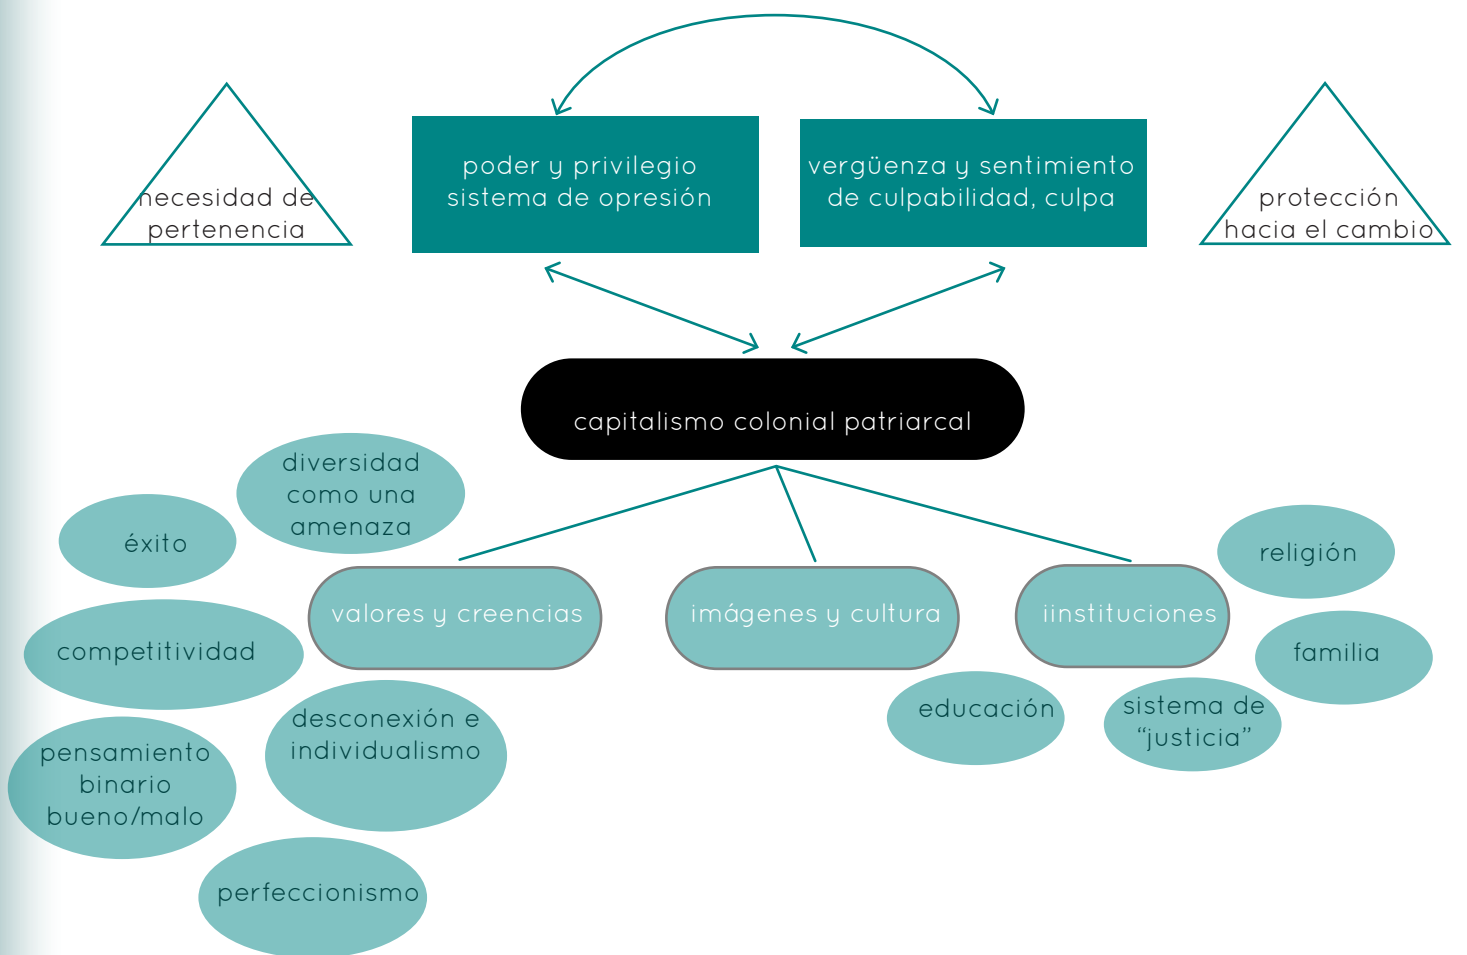 necesidad de
pertenencia
poder y privilegio
sistema de opresión
vergüenza y sentimiento
de culpabilidad, culpa
protección
hacia el cambio
capitalismo colonial patriarcal
diversidad
como una
amenaza
éxito
valores y creencias
imágenes y cultura
iinstituciones
religión
competitividad
familia
desconexión e
individualismo
educación
sistema de
“justicia”
pensamiento
binario
bueno/malo
perfeccionismo